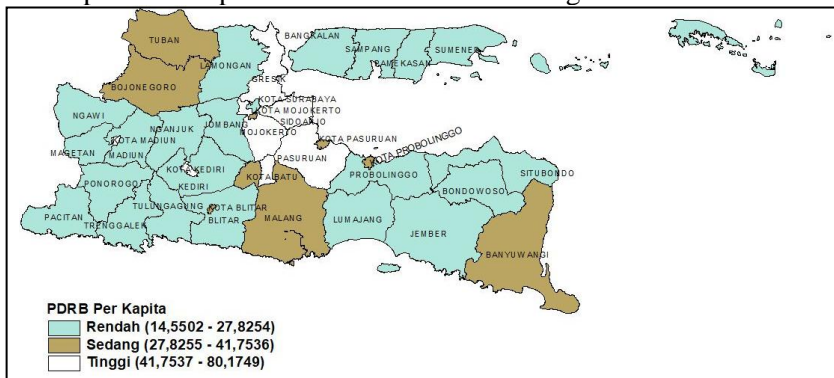 TUBAN
BANGKALAN
SAMPANG
SUMENEP
PAMEKASAN
LAMONGAN
GRESIK
BOJONEGORO
KOTA SURABAYA
KOTA MOJOKERTO
SIDOARJO
MOJOKERTO
NGAWI
NGANJUK
JOMBANG
KOTA MADIUN
MADIUN
MAGETAN
KOTA PASURUAN
KOTA PROBOLINGGO
PASURUAN
KOTA KEDIRI
KEDIRI
KOTA BATU
PROBOLINGGO
SITUBONDO
BONDOWOSO
PONOROGO
PACITAN
TRENGGALEK
TULUNGAGUNG
KOTA BLITAR
BLITAR
MALANG
LUMAJANG
JEMBER
BANYUWANGI
PDRB Per Kapita
Rendah (14,5502 - 27,8254)
Sedang (27,8255 - 41,7536)
Tinggi (41,7537 - 80,1749)